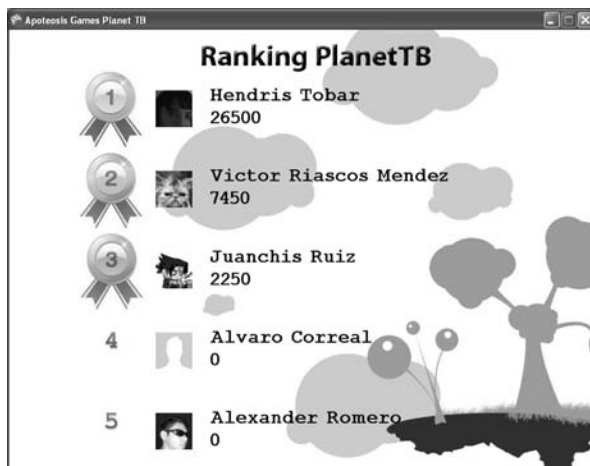 Apoteosis Games Planet TB
Ranking PlanetTB
1
Hendris Tobar
26500
2
Victor Riascos Mendez
7450
3
Juanchis Ruiz
2250
4
Alvaro Correal
0
5
Alexander Romero
0